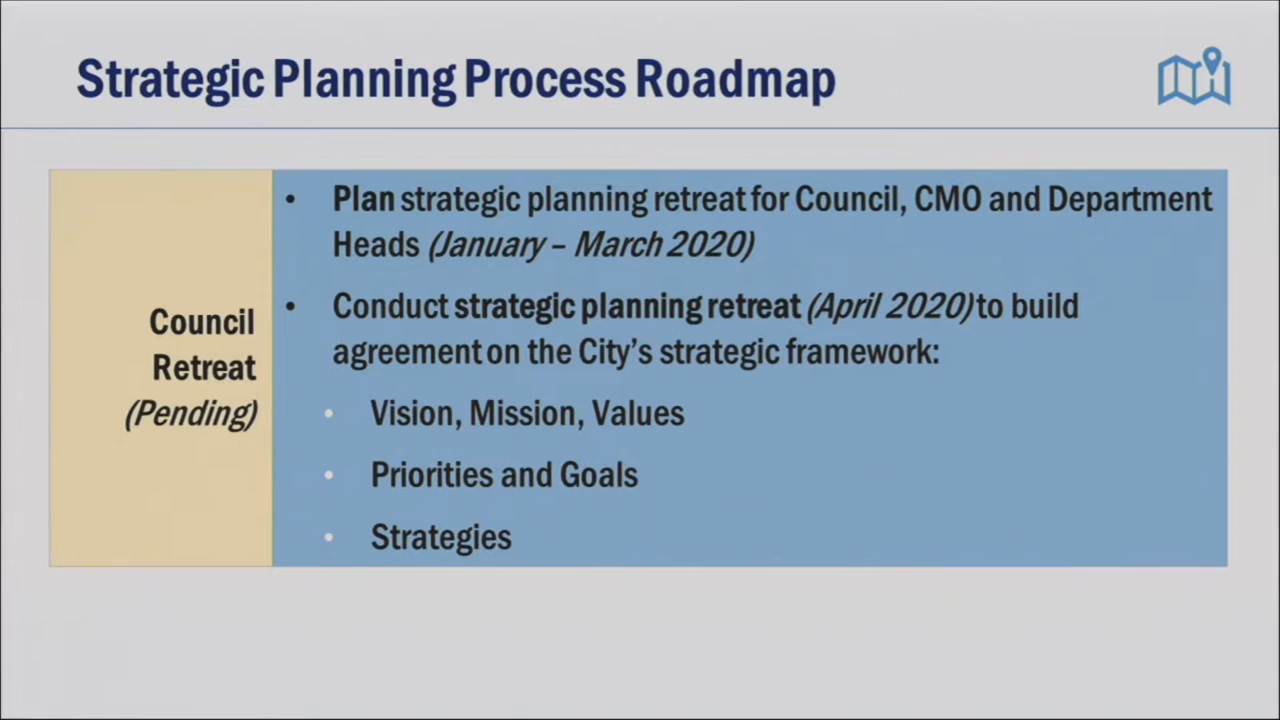 Strategic Planning Process Roadmap
Council
Retreat
(Pending)
• Plan strategic planning retreat for Council, CMO and Department
Heads (January – March 2020)
• Conduct strategic planning retreat (April 2020) to build
agreement on the City's strategic framework:
• Vision, Mission, Values
• Priorities and Goals
• Strategies